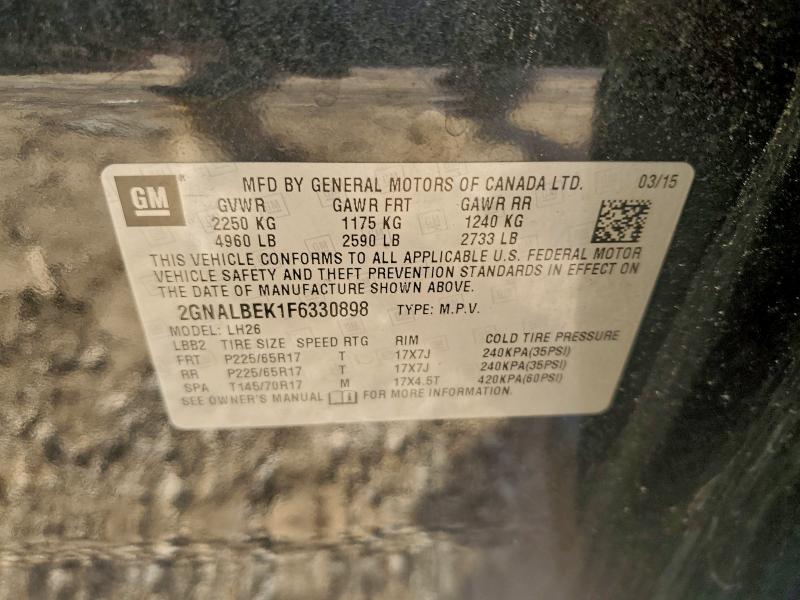 GM ® MFD BY GENERAL MOTORS OF CANADA LTD. 03/15
GVWR GAWR FRT GAWR RR
2250 KG 1175 KG 1240 KG
4960 LB 2590 LB 2733 LB
THIS VEHICLE CONFORMS TO ALL APPLICABLE U.S. FEDERAL MOTOR
VEHICLE SAFETY AND THEFT PREVENTION STANDARDS IN EFFECT ON
THE DATE OF MANUFACTURE SHOWN ABOVE.
2GNALBEK1F6330898 TYPE: M.P.V.
MODEL: LH26
LBB2 TIRE SIZE SPEED RTG RIM COLD TIRE PRESSURE
FRT P225/65R17 T 17X7J 240KPA(35PSI)
RR P225/65R17 T 17X7J 240KPA(35PSI)
SPA T145/70R17 M 17X4.5T 420KPA(60PSI)
SEE OWNER'S MANUAL FOR MORE INFORMATION.